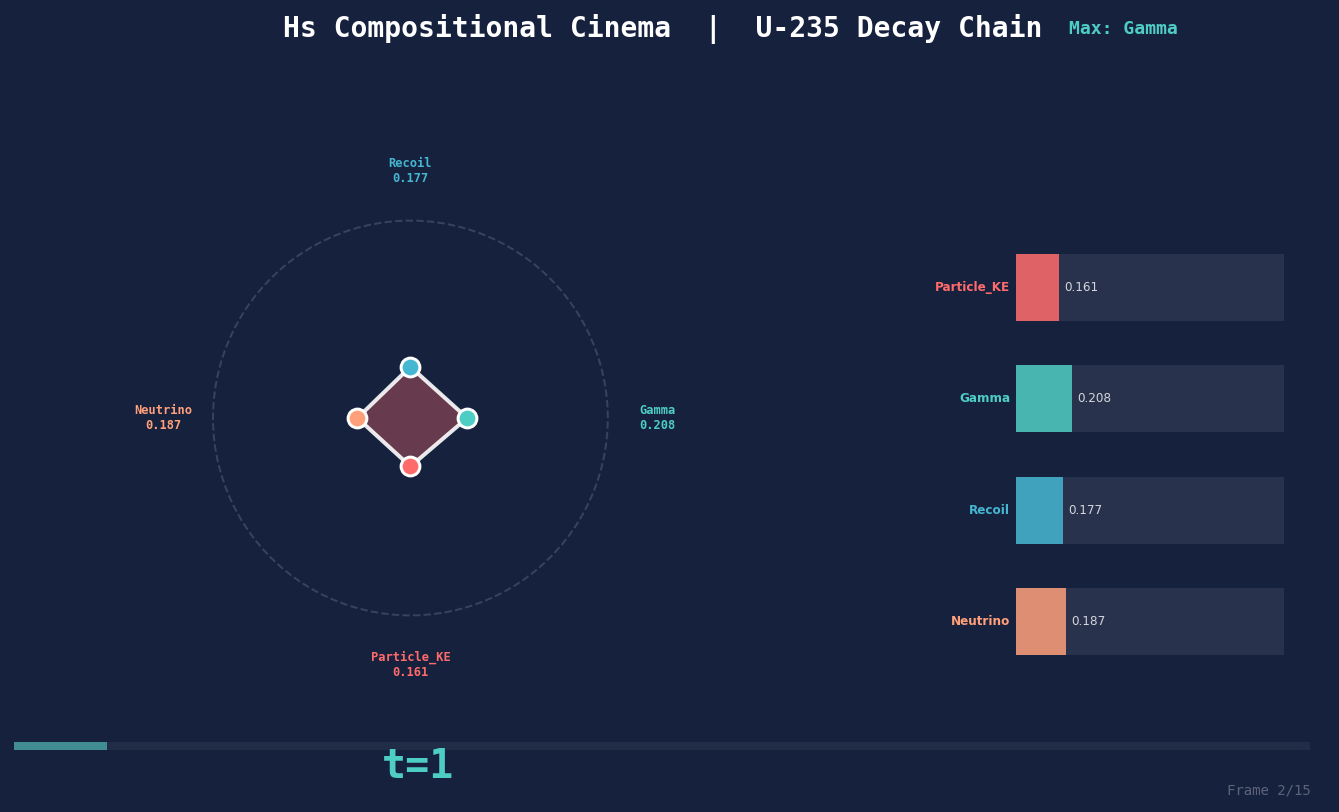 Hs Compositional Cinema | U-235 Decay Chain Max: Gamma
Recoil
0.177
Neutrino
0.187
Gamma
0.208
Particle_KE
0.161
Particle_KE 0.161
Gamma 0.208
Recoil 0.177
Neutrino 0.187
t=1
Frame 2/15